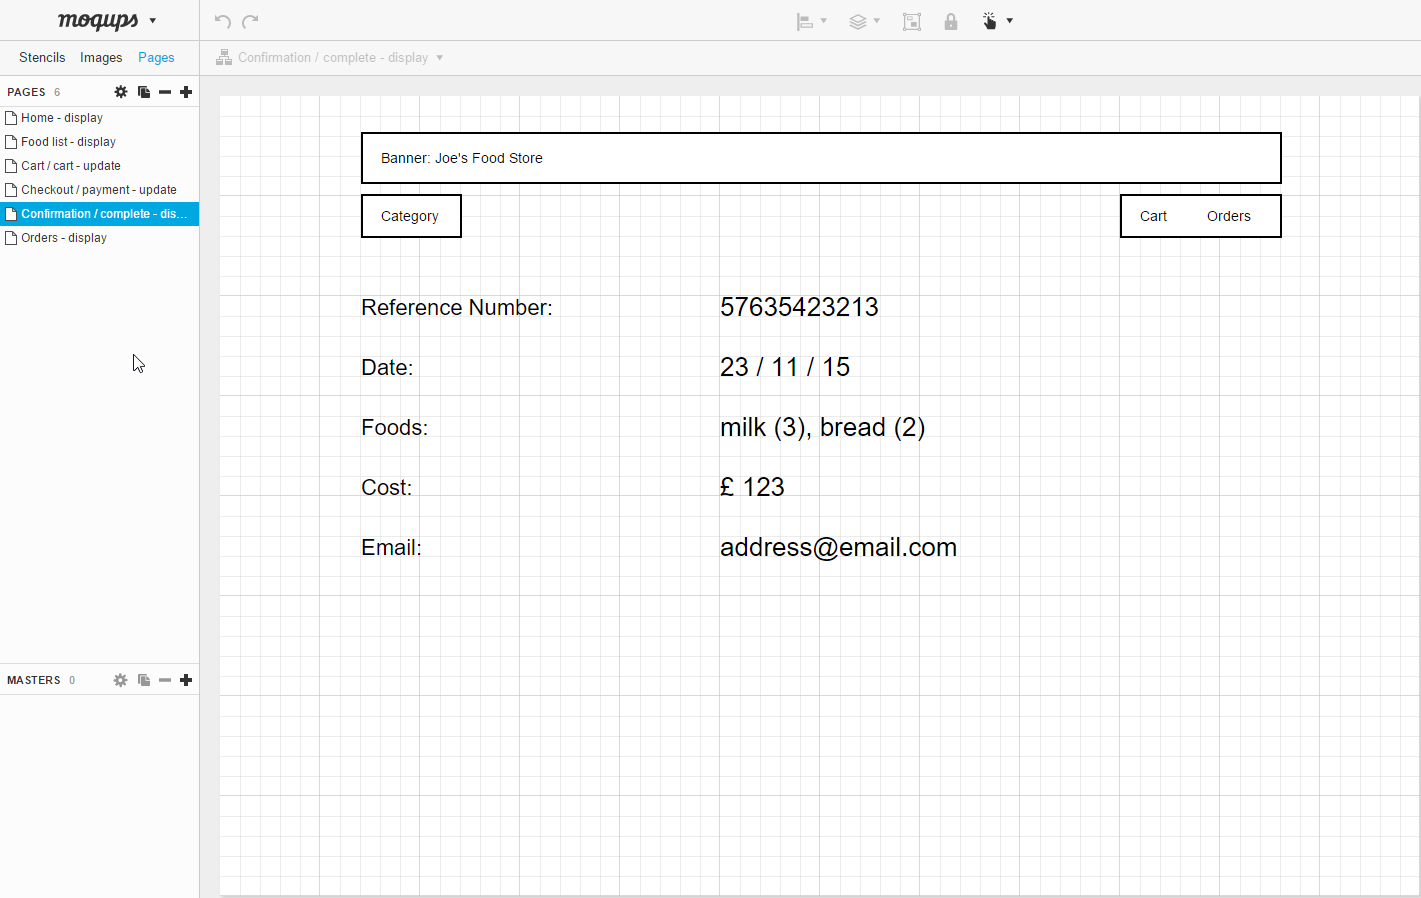 moqups
Stencils Images Pages
Confirmation / complete - display
PAGES 6
Home - display
Food list - display
Cart / cart - update
Checkout / payment - update
Confirmation / complete - dis...
Orders - display
MASTERS 0
Banner: Joe's Food Store
Category
Cart Orders
Reference Number: 57635423213
Date: 23 / 11 / 15
Foods: milk (3), bread (2)
Cost: £ 123
Email: address@email.com